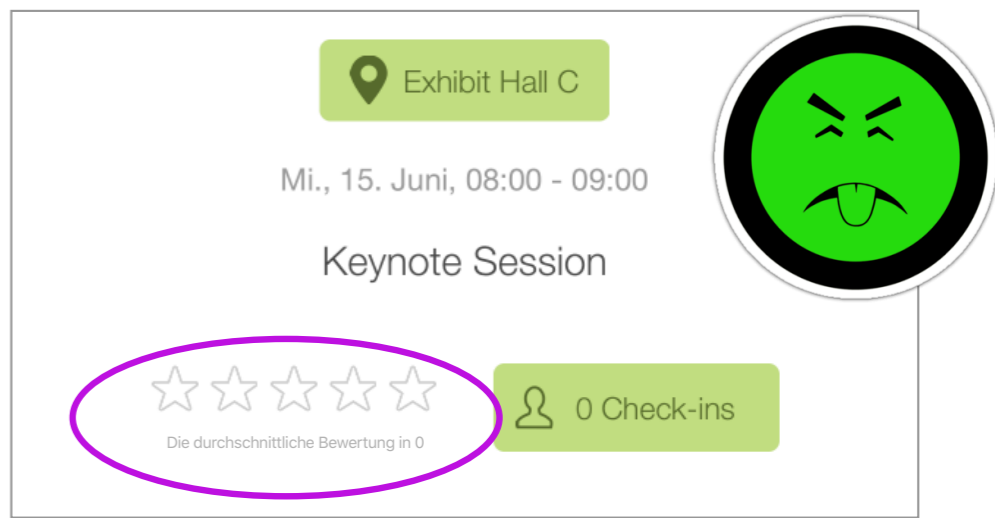 Exhibit Hall C
Mi., 15. Juni, 08:00 - 09:00
Keynote Session
Die durchschnittliche Bewertung in 0
0 Check-ins